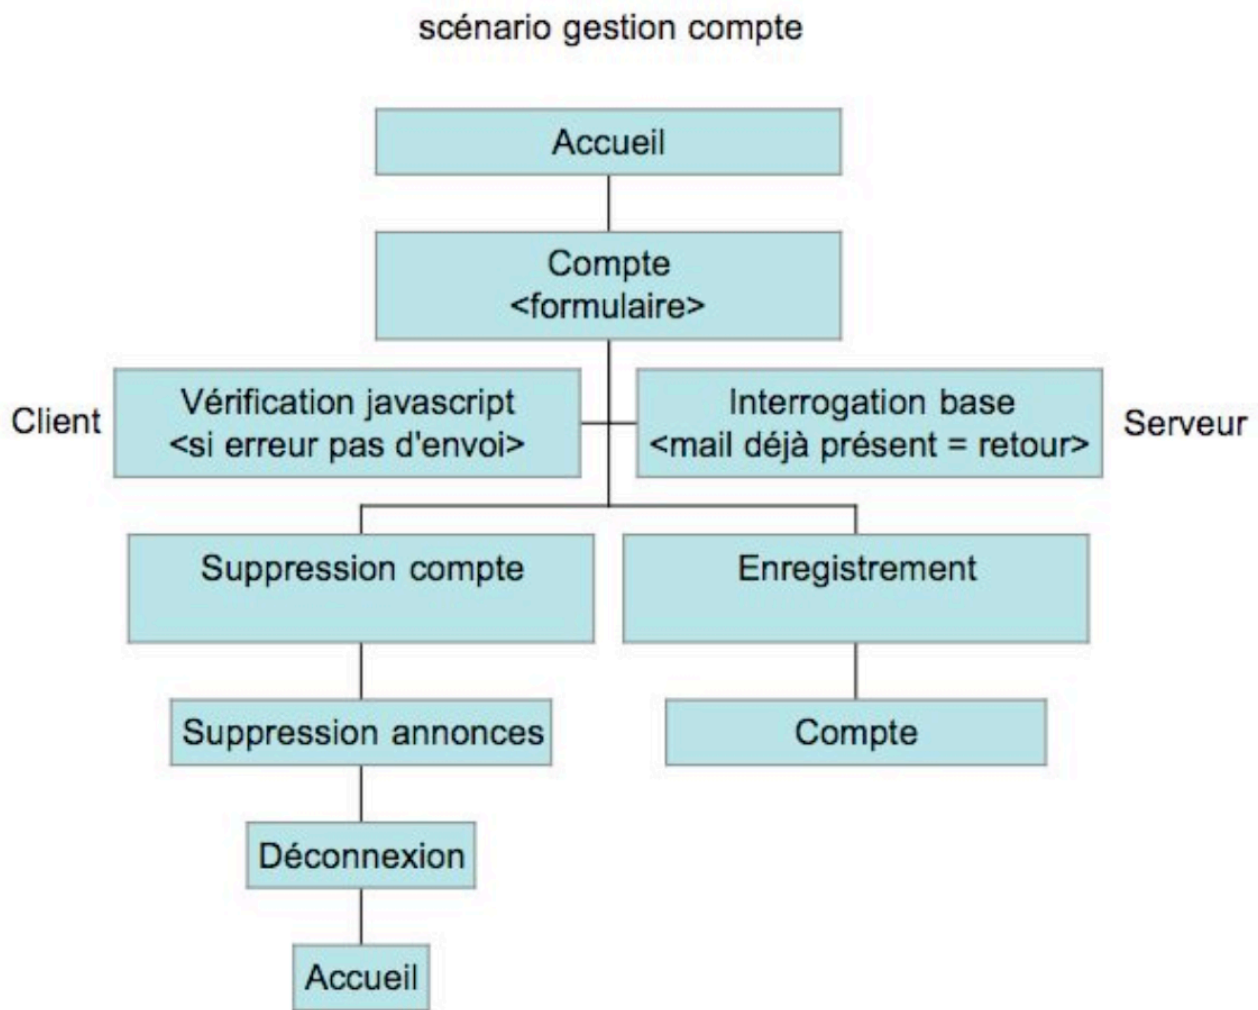 scénario gestion compte
Accueil
Compte
<formulaire>
Client
Vérification javascript
<si erreur pas d'envoi>
Interrogation base
<mail déjà présent = retour>
Serveur
Suppression compte
Enregistrement
Suppression annonces
Compte
Déconnexion
Accueil